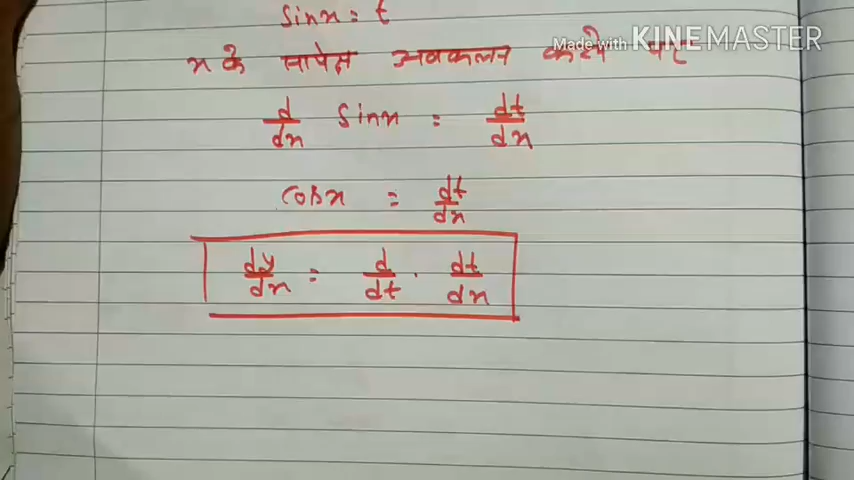 sinx = t
Made with KINEMASTER
x के सापेक्ष अवकलन करने पर
d/dx sinx = dt/dx
cosx = dt/dx
dy/dx = d/dt . dt/dx